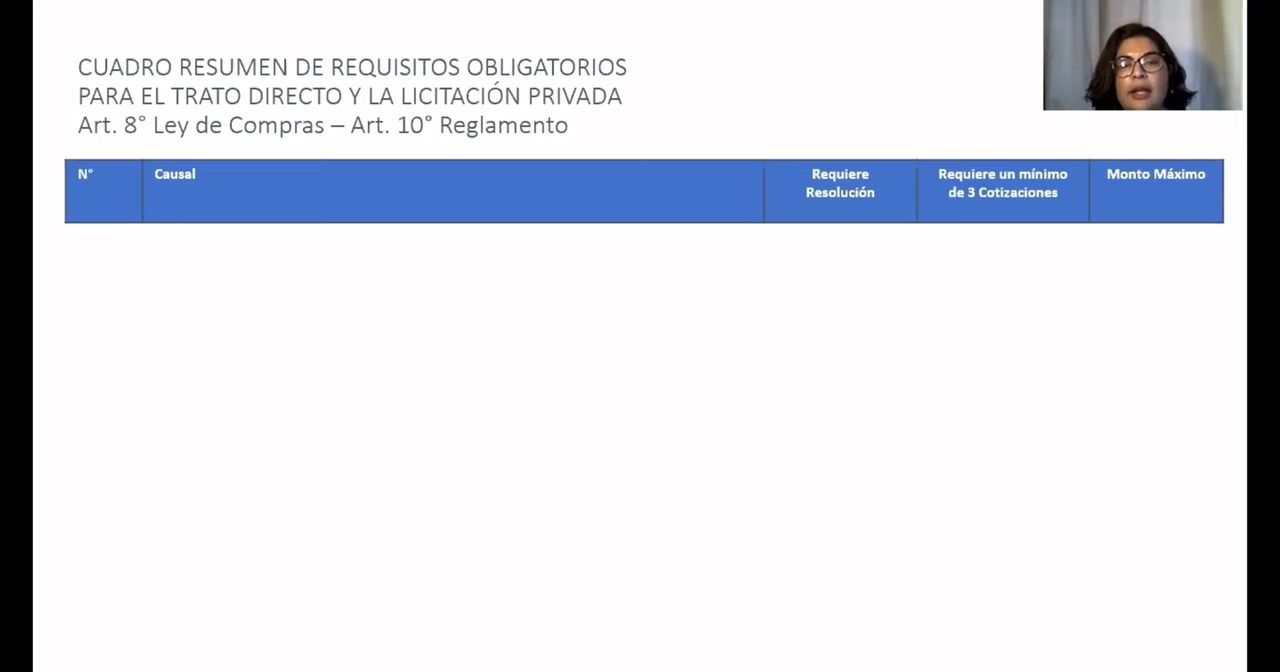 CUADRO RESUMEN DE REQUISITOS OBLIGATORIOS
PARA EL TRATO DIRECTO Y LA LICITACIÓN PRIVADA
Art. 8° Ley de Compras – Art. 10° Reglamento
N°
Causal
Requiere
Resolución
Requiere un mínimo
de 3 Cotizaciones
Monto Máximo